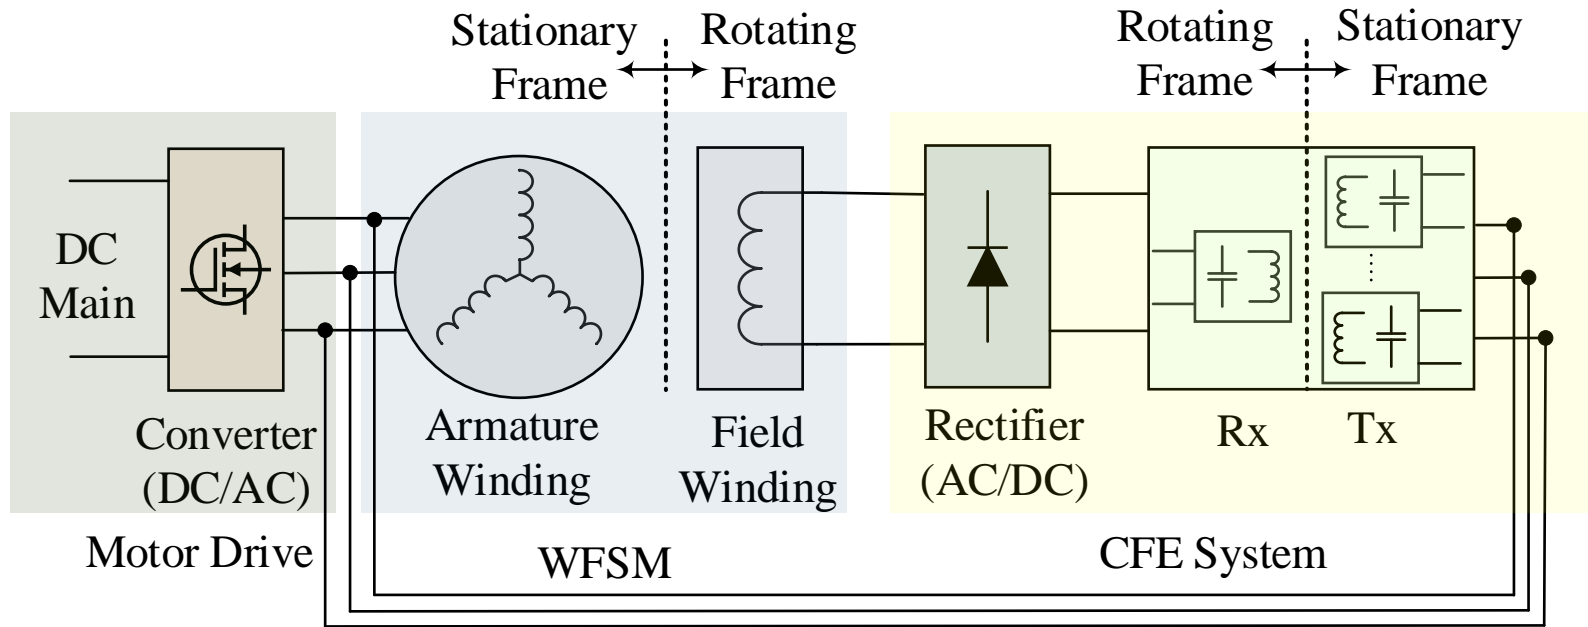 Stationary
Frame
Rotating
Frame
Rotating
Frame
Stationary
Frame
DC
Main
Converter
(DC/AC)
Armature
Winding
Field
Winding
Rectifier
(AC/DC)
Rx
Tx
Motor Drive
WFSM
CFE System